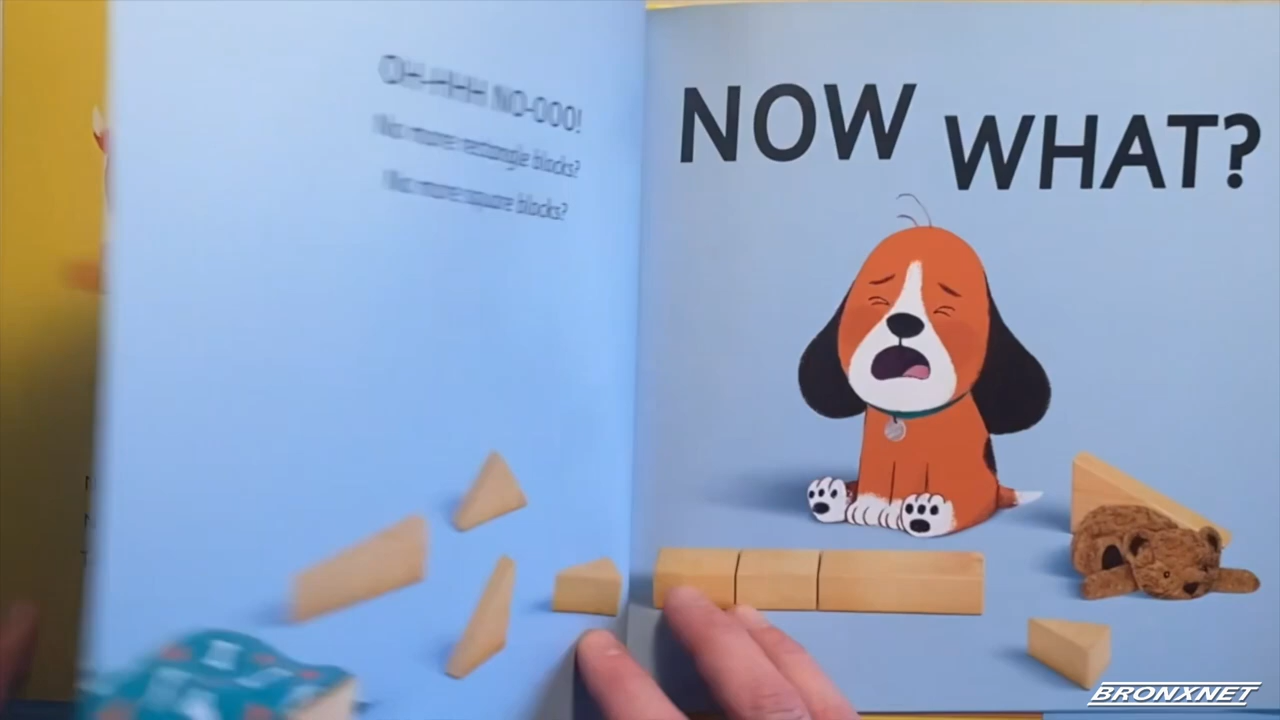 OH-HHH NO-OOO!
No more rectangle blocks?
No more square blocks?
NOW WHAT?
BRONXNET